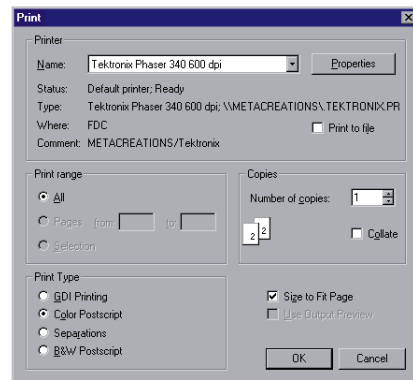 Print
Printer
Name: Tektronix Phaser 340 600 dpi Properties
Status: Default printer; Ready
Type: Tektronix Phaser 340 600 dpi; \\METACREATIONS\.TEKTRONIX.PR
Where: FDC
Print to file
Comment: METACREATIONS/Tektronix
Print range
All
Pages from: to:
Selection
Copies
Number of copies: 1
2 2
Collate
Print Type
GDI Printing
Color Postscript
Separations
B&W Postscript
Size to Fit Page
Use Output Preview
OK Cancel